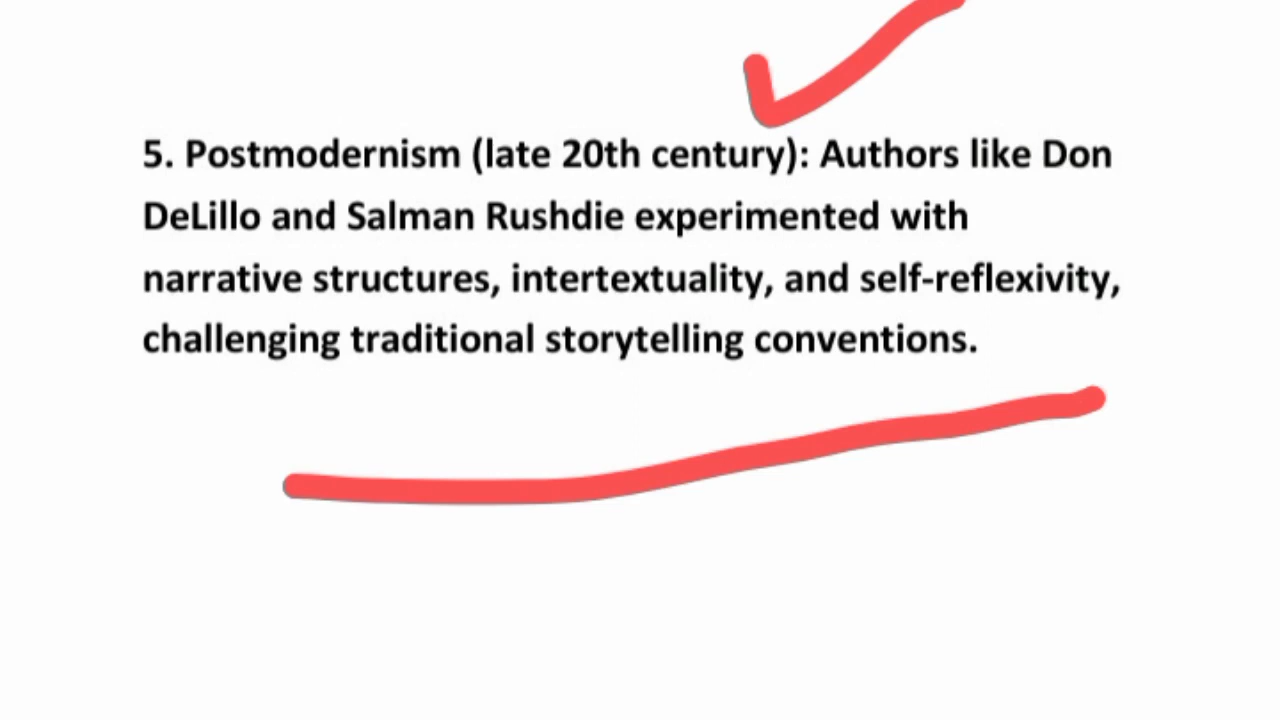 5. Postmodernism (late 20th century): Authors like Don
DeLillo and Salman Rushdie experimented with
narrative structures, intertextuality, and self-reflexivity,
challenging traditional storytelling conventions.